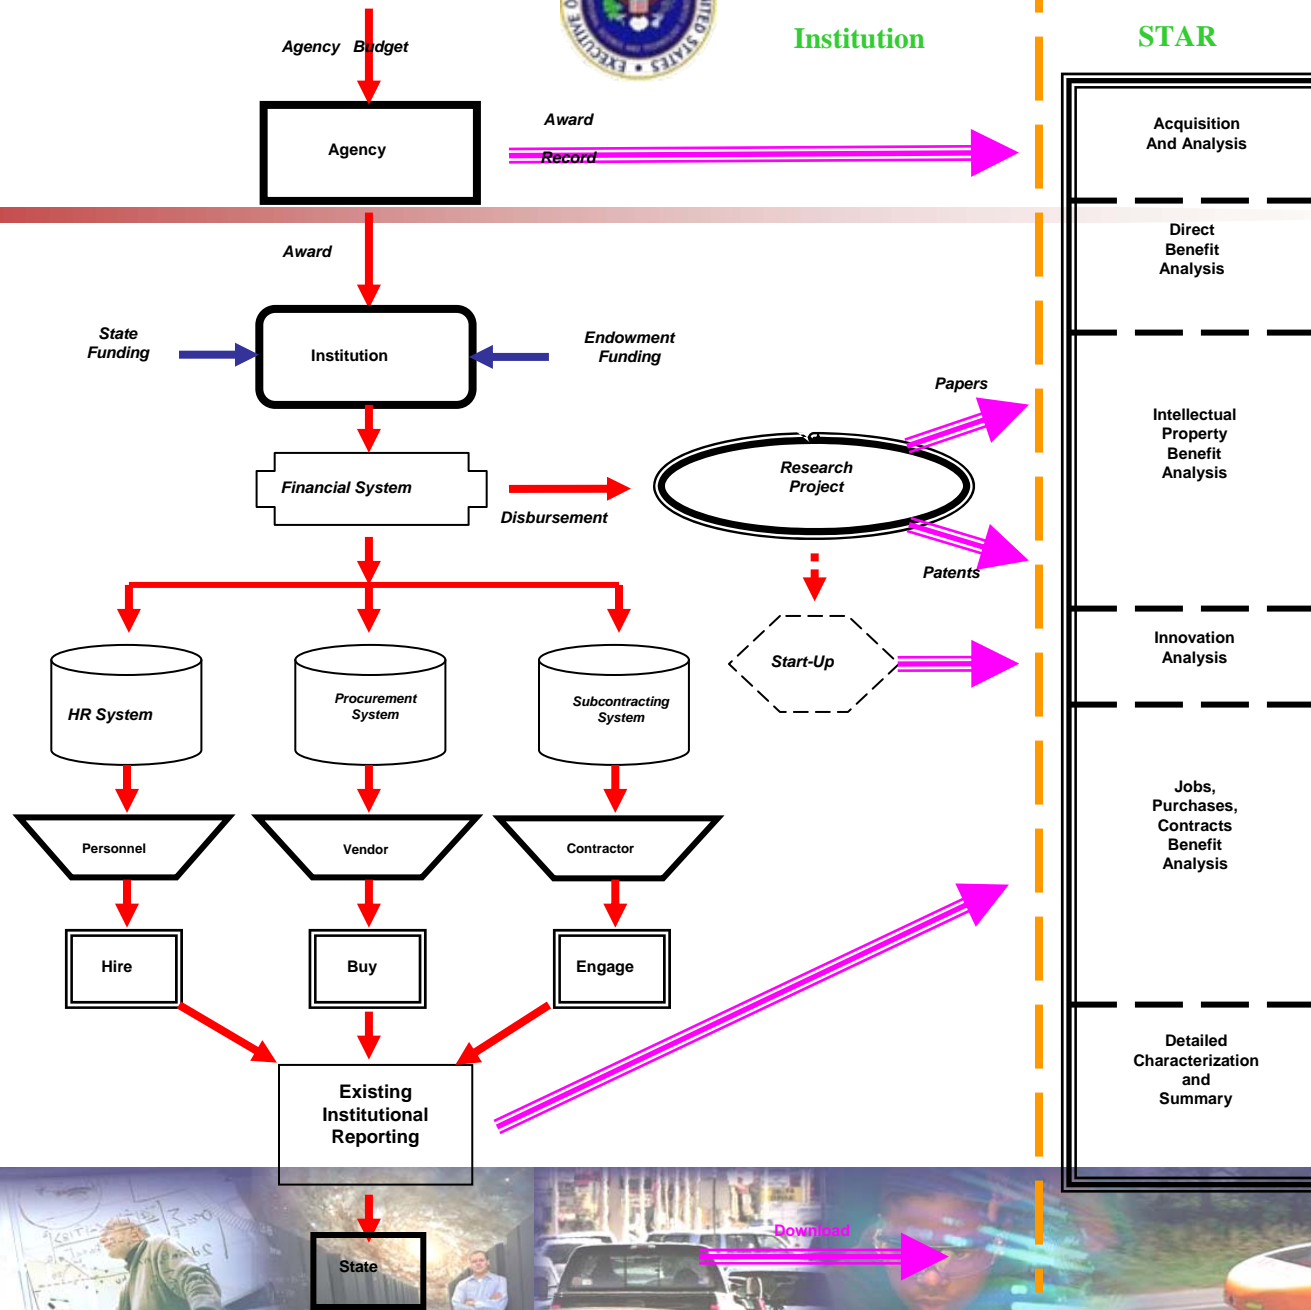 EXECUTIVE O
NITED STATES
Institution
STAR
Agency Budget
Agency
Award
Record
Acquisition
And Analysis
Award
Direct
Benefit
Analysis
State
Funding
Institution
Endowment
Funding
Papers
Intellectual
Property
Benefit
Analysis
Financial System
Disbursement
Research
Project
Patents
Start-Up
Innovation
Analysis
HR System
Procurement
System
Subcontracting
System
Jobs,
Purchases,
Contracts
Benefit
Analysis
Personnel
Vendor
Contractor
Hire
Buy
Engage
Existing
Institutional
Reporting
Detailed
Characterization
and
Summary
Download
State